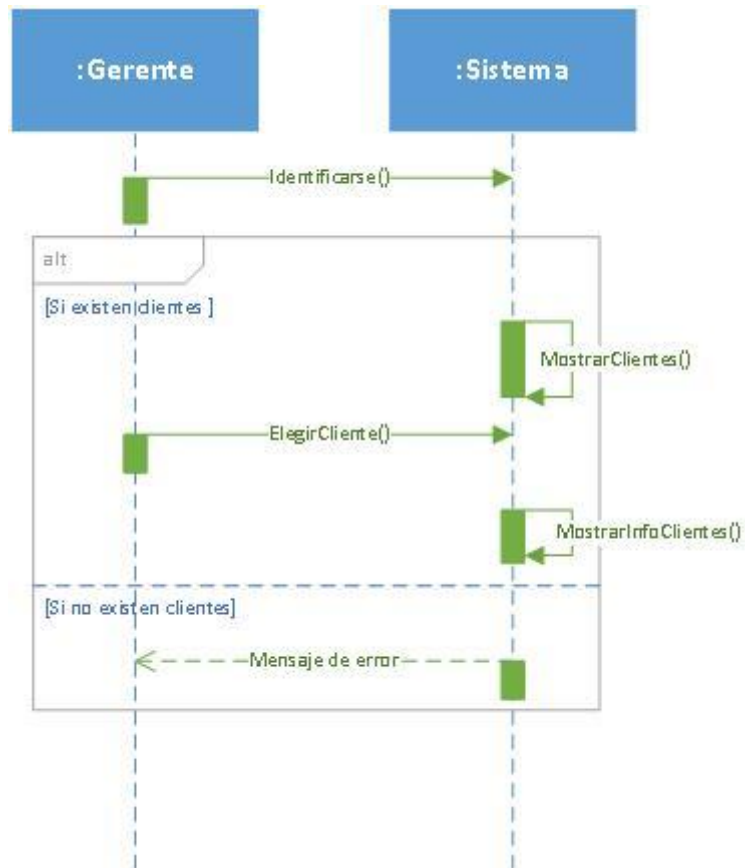 :Gerente
:Sistema
Identificarse()
alt
[Si existen clientes ]
MostrarClientes()
ElegirCliente()
MostrarInfoClientes()
[Si no existen clientes]
Mensaje de error